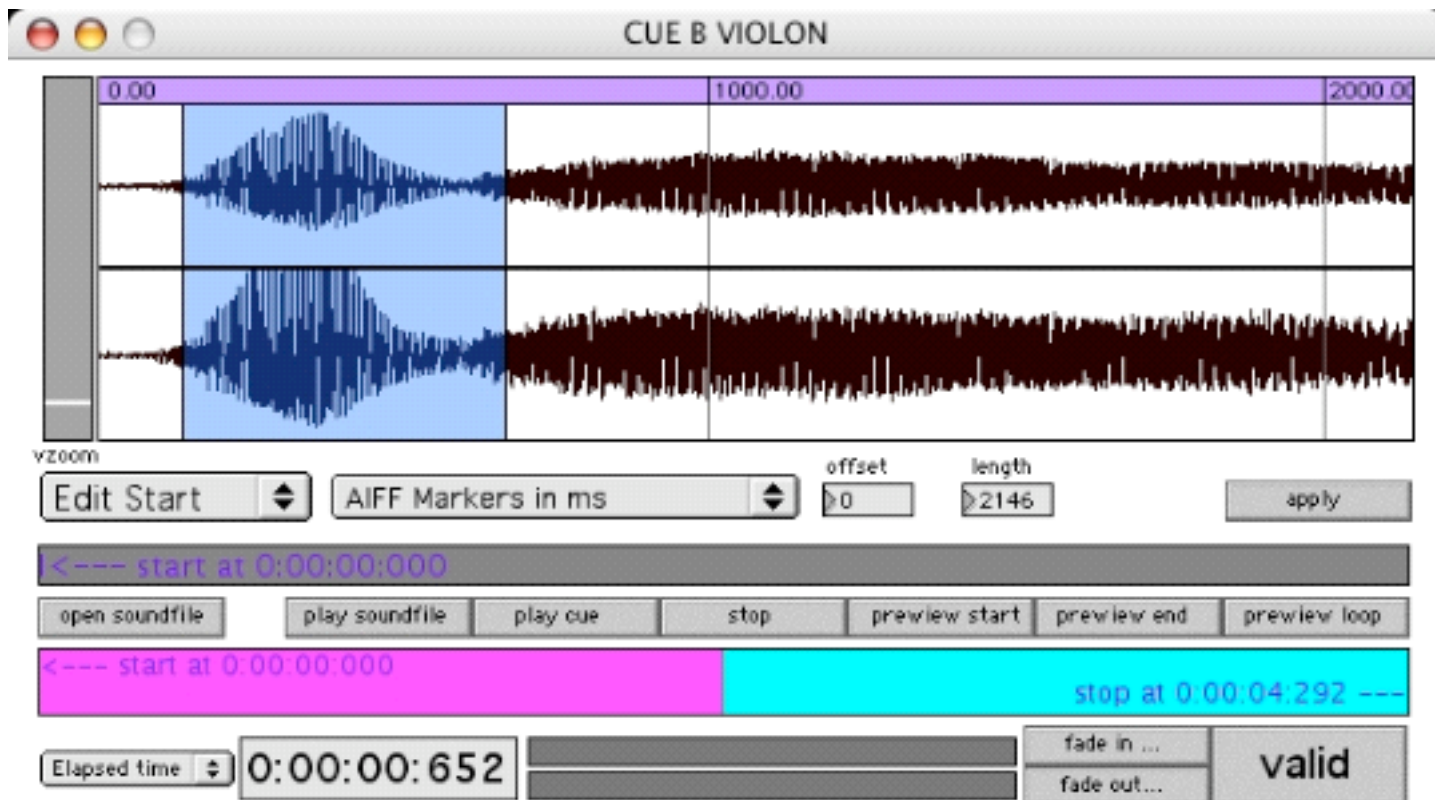 CUE B VIOLON
0.00 1000.00 2000.00
vzoom
offset length
Edit Start AIFF Markers in ms 0 2146 apply
|<--- start at 0:00:00:000
open soundfile play soundfile play cue stop prewiew start prewiew end prewiew loop
<--- start at 0:00:00:000
stop at 0:00:04:292 ---
Elapsed time 0:00:00:652 fade in ... valid
fade out...